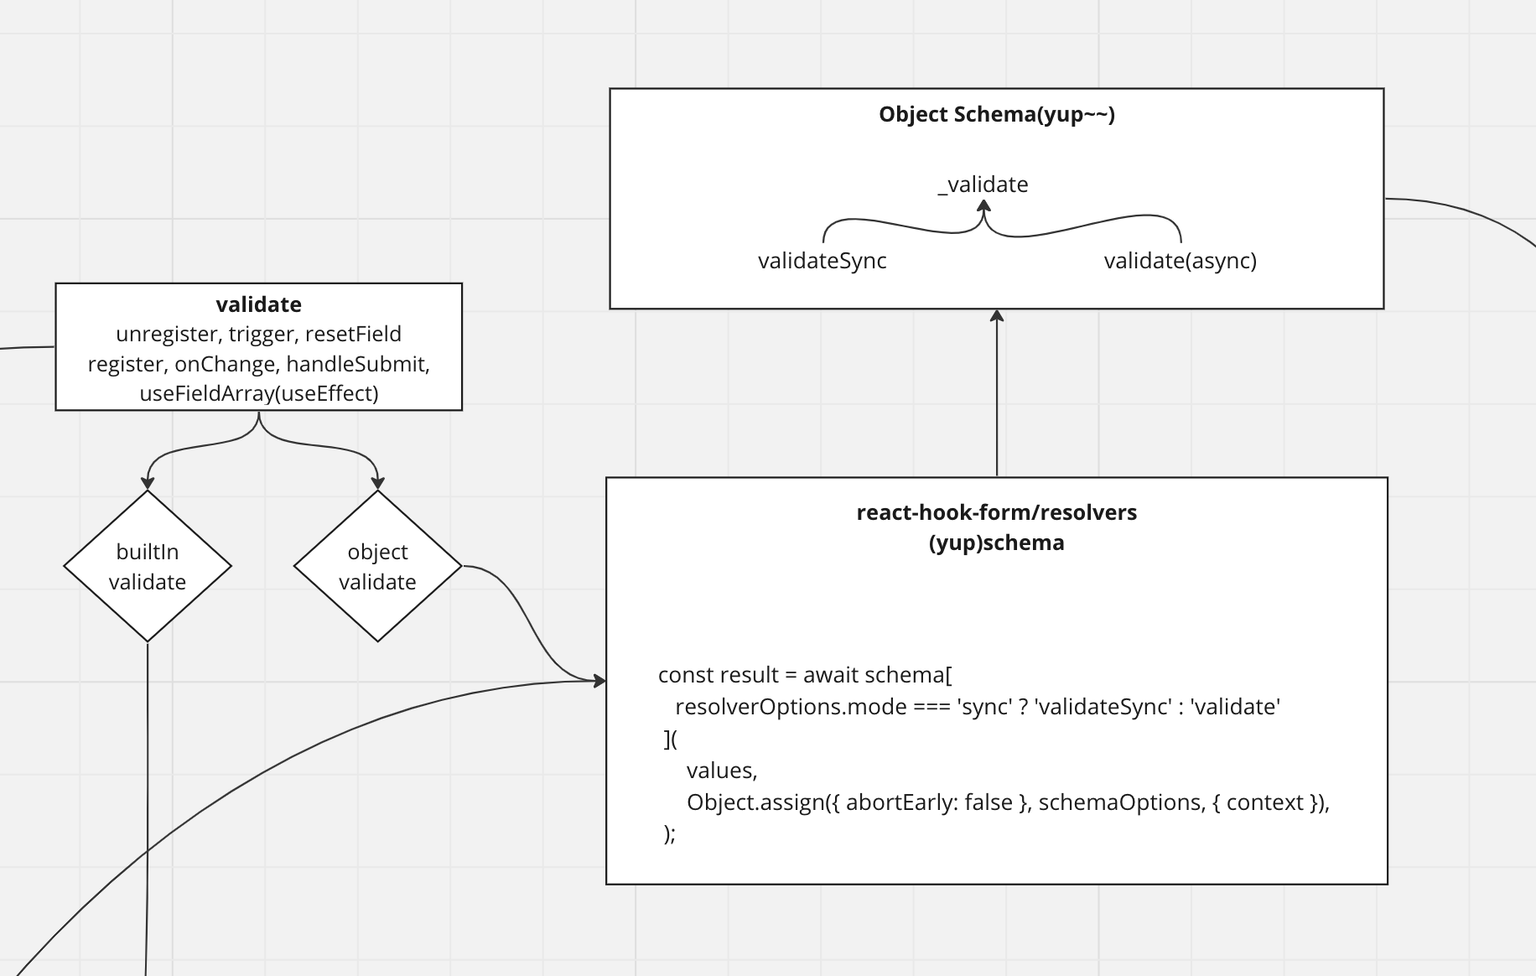 Object Schema(yup~~)
_validate
validateSync
validate(async)
validate
unregister, trigger, resetField
register, onChange, handleSubmit,
useFieldArray(useEffect)
builtIn
validate
object
validate
react-hook-form/resolvers
(yup)schema
const result = await schema[
resolverOptions.mode === 'sync' ? 'validateSync' : 'validate'
](
values,
Object.assign({ abortEarly: false }, schemaOptions, { context }),
);